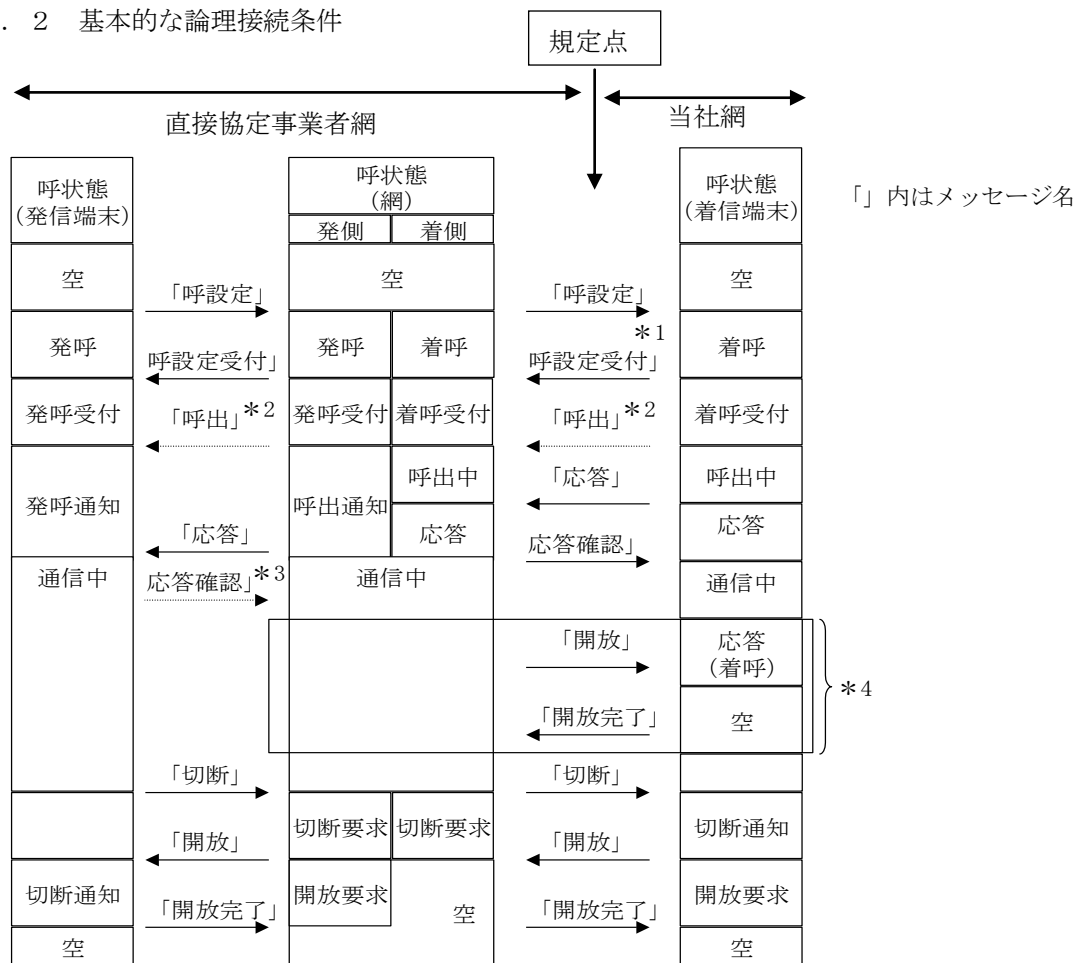 ．２　基本的な論理接続条件
規定点
直接協定事業者網
当社網
「」内はメッセージ名
呼状態
(発信端末)
呼状態
(網)
発側
着側
呼状態
(着信端末)
空
「呼設定」
空
「呼設定」
空
＊1
発呼
呼設定受付」
発呼
着呼
呼設定受付」
着呼
発呼受付
「呼出」＊2
発呼受付
着呼受付
「呼出」＊2
着呼受付
発呼通知
呼出通知
呼出中
「応答」
呼出中
「応答」
応答
応答確認」
応答
通信中
応答確認」＊3
通信中
通信中
「開放」
応答
(着呼)
＊4
「開放完了」
空
「切断」
「切断」
切断要求
切断要求
切断通知
「開放」
「開放」
切断通知
「開放完了」
開放要求
空
「開放完了」
開放要求
空
空